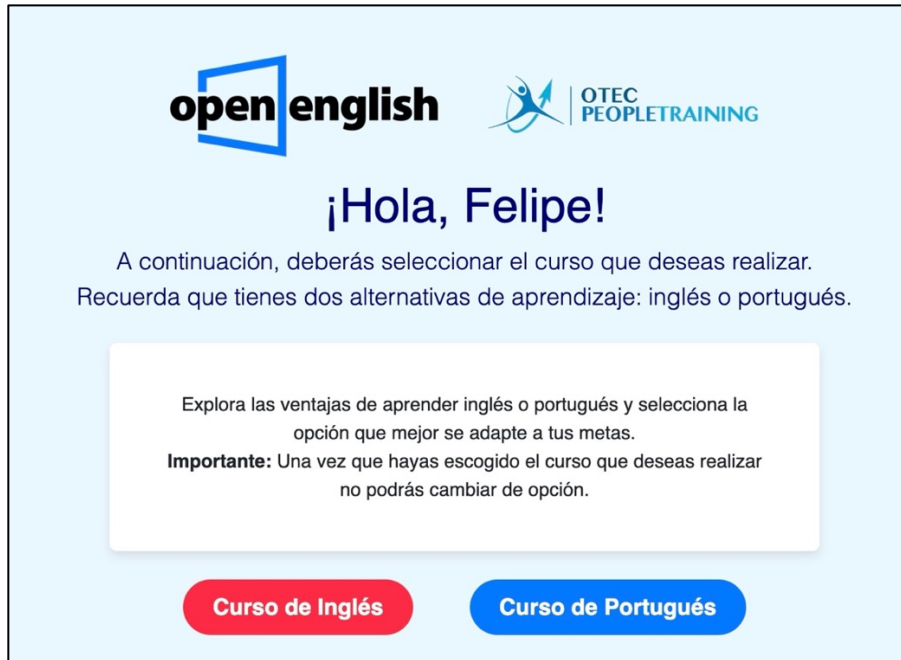 open english
OTEC
PEOPLETRAINING
¡Hola, Felipe!
A continuación, deberás seleccionar el curso que deseas realizar.
Recuerda que tienes dos alternativas de aprendizaje: inglés o portugués.
Explora las ventajas de aprender inglés o portugués y selecciona la
opción que mejor se adapte a tus metas.
Importante: Una vez que hayas escogido el curso que deseas realizar
no podrás cambiar de opción.
Curso de Inglés
Curso de Portugués